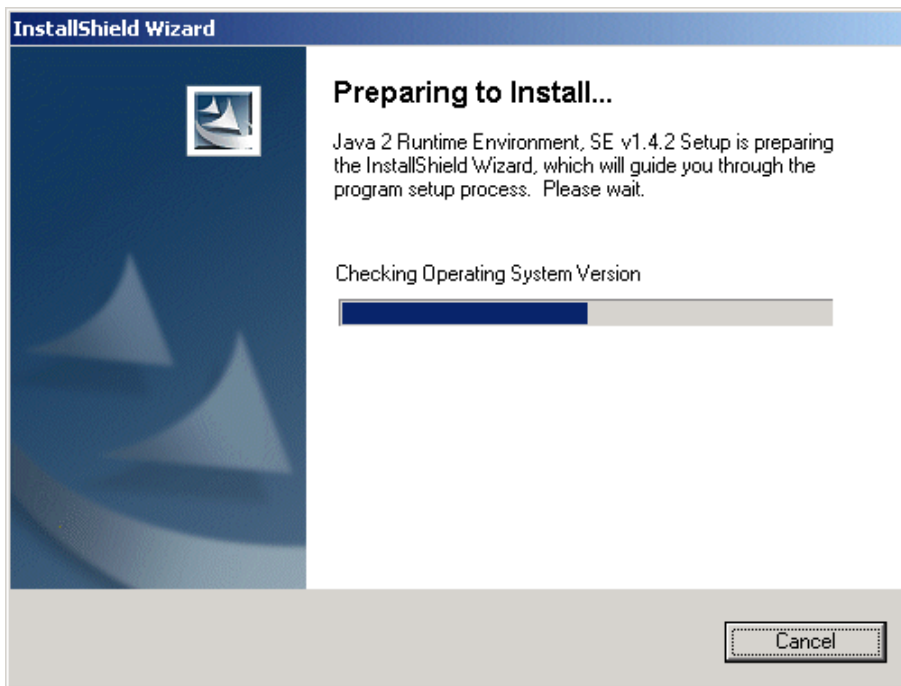 InstallShield Wizard
Preparing to Install...
Java 2 Runtime Environment, SE v1.4.2 Setup is preparing
the InstallShield Wizard, which will guide you through the
program setup process.  Please wait.
Checking Operating System Version
Cancel